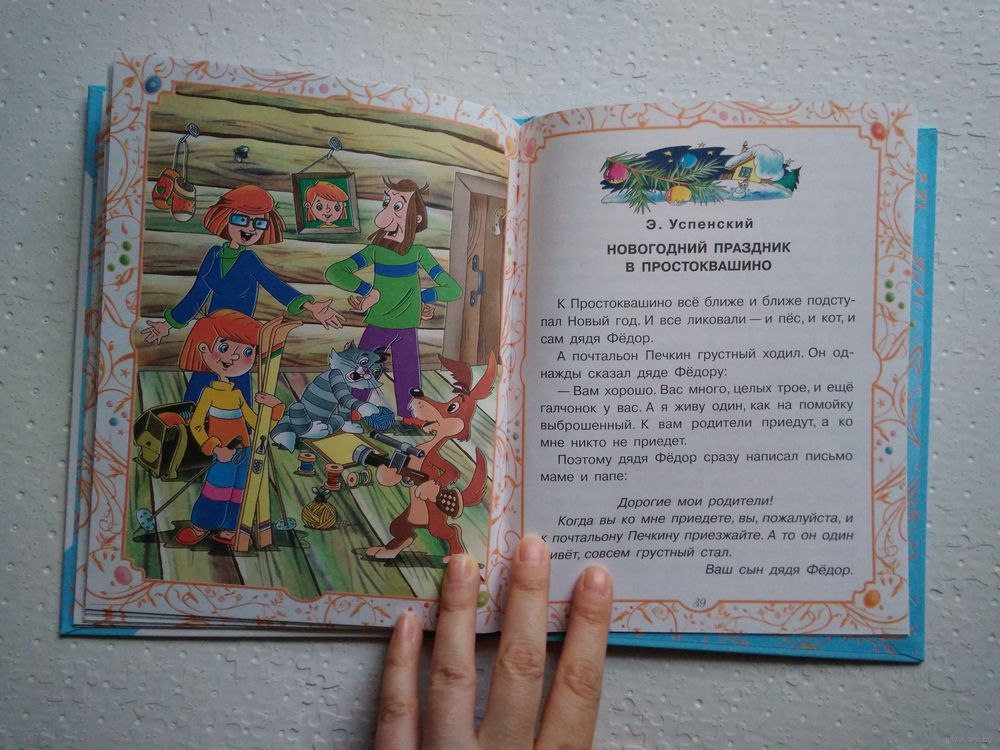 Э. Успенский
НОВОГОДНИЙ ПРАЗДНИК
В ПРОСТОКВАШИНО
К Простоквашино всё ближе и ближе подсту-
пал Новый год. И все ликовали — и пёс, и кот, и
сам дядя Фёдор.
А почтальон Печкин грустный ходил. Он од-
нажды сказал дяде Фёдору:
— Вам хорошо. Вас много, целых трое, и ещё
галчонок у вас. А я живу один, как на помойку
выброшенный. К вам родители приедут, а ко
мне никто не приедет.
Поэтому дядя Фёдор сразу написал письмо
маме и папе:
Дорогие мои родители!
Когда вы ко мне приедете, вы, пожалуйста, и
к почтальону Печкину приезжайте. А то он один
живёт, совсем грустный стал.
Ваш сын дядя Фёдор.
39